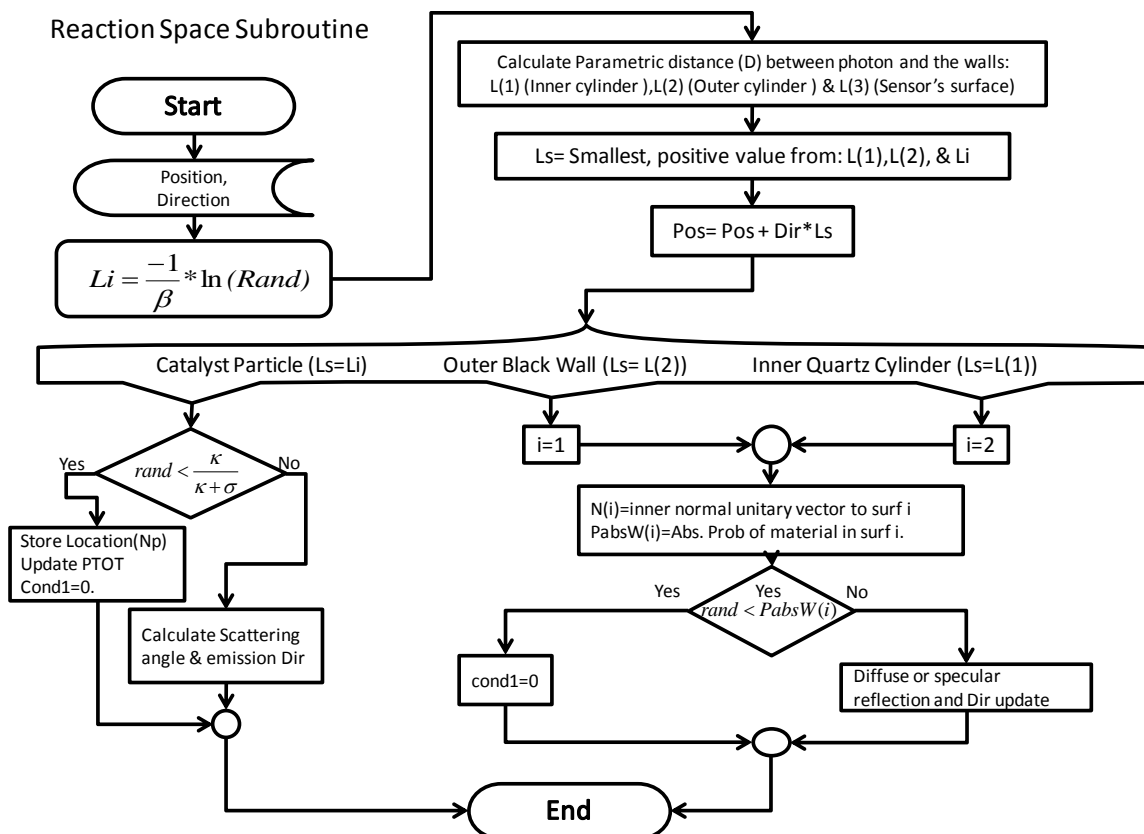 Reaction Space Subroutine
Start
Position,
Direction
Li = -1/β * ln (Rand)
Calculate Parametric distance (D) between photon and the walls:
L(1) (Inner cylinder ),L(2) (Outer cylinder ) & L(3) (Sensor's surface)
Ls= Smallest, positive value from: L(1),L(2), & Li
Pos= Pos + Dir*Ls
Catalyst Particle (Ls=Li)
Outer Black Wall (Ls= L(2))
Inner Quartz Cylinder (Ls=L(1))
Yes
rand < κ/(κ+σ)
No
Store Location(Np)
Update PTOT
Cond1=0.
Calculate Scattering
angle & emission Dir
i=1
i=2
N(i)=inner normal unitary vector to surf i
PabsW(i)=Abs. Prob of material in surf i.
Yes
Yes
No
rand < PabsW(i)
cond1=0
Diffuse or specular
reflection and Dir update
End